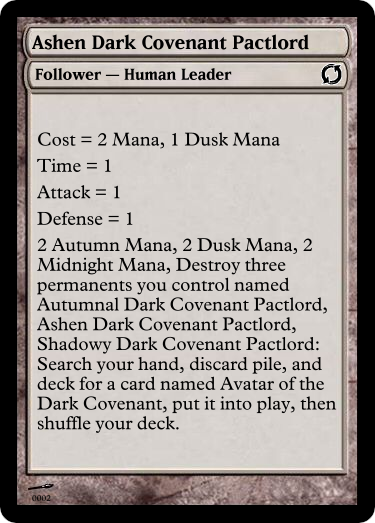 Ashen Dark Covenant Pactlord
Follower — Human Leader
Cost = 2 Mana, 1 Dusk Mana
Time = 1
Attack = 1
Defense = 1
2 Autumn Mana, 2 Dusk Mana, 2
Midnight Mana, Destroy three
permanents you control named
Autumnal Dark Covenant Pactlord,
Ashen Dark Covenant Pactlord,
Shadowy Dark Covenant Pactlord:
Search your hand, discard pile, and
deck for a card named Avatar of the
Dark Covenant, put it into play, then
shuffle your deck.
0002